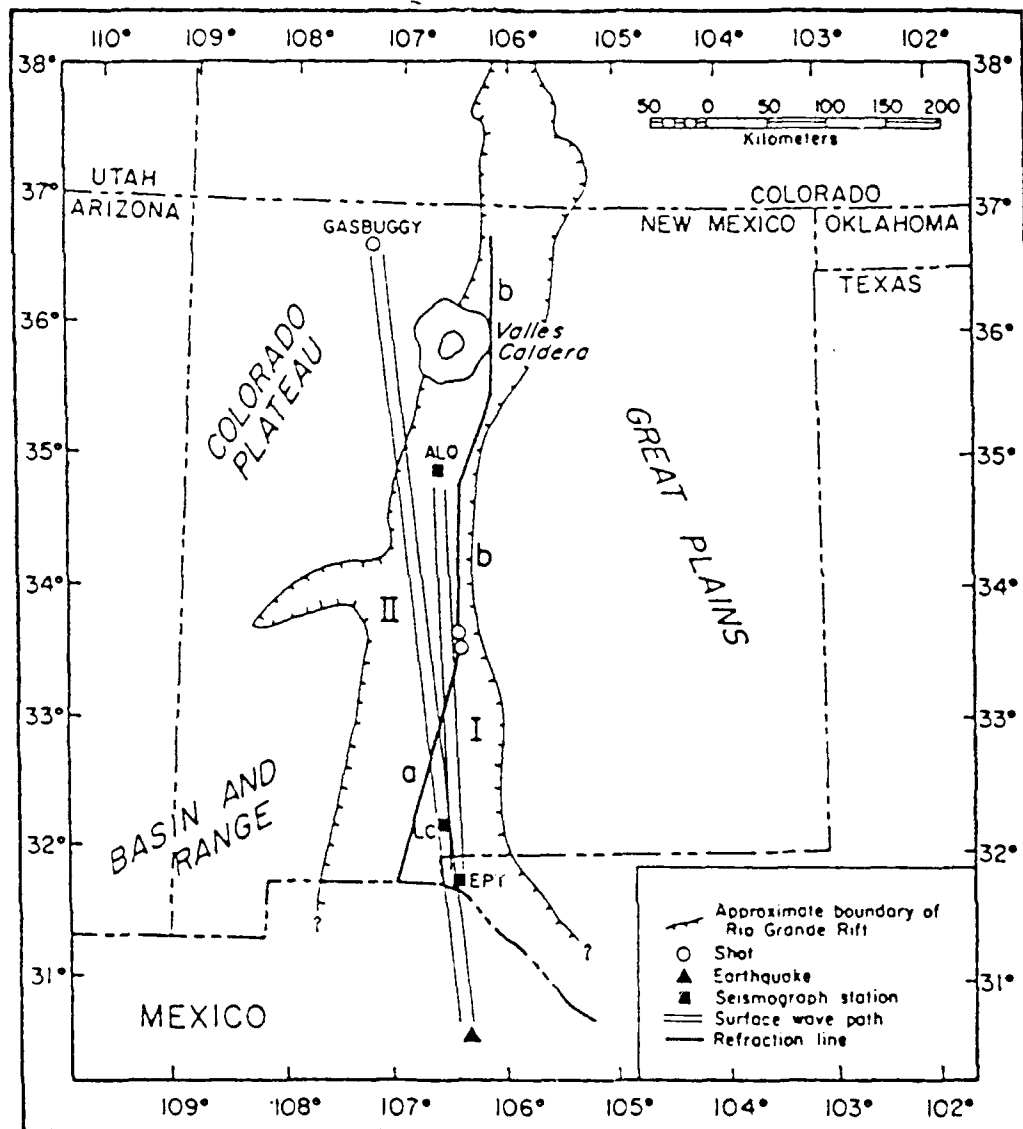 110° 109° 108° 107° 106° 105° 104° 103° 102°
38° 38°
50 0 50 100 150 200
Kilometers
UTAH COLORADO
37° 37°
ARIZONA NEW MEXICO OKLAHOMA
GASBUGGY
TEXAS
b
36° Valles 36°
Caldera
COLORADO
PLATEAU
GREAT PLAINS
35° ALO 35°
b
34° 34°
II
33° I 33°
a
BASIN AND
RANGE
LC
32° 32°
EPT
? ?
31° 31°
MEXICO
Approximate boundary of
Rio Grande Rift
Shot
Earthquake
Seismograph station
Surface wave path
Refraction line
109° 108° 107° 106° 105° 104° 103° 102°